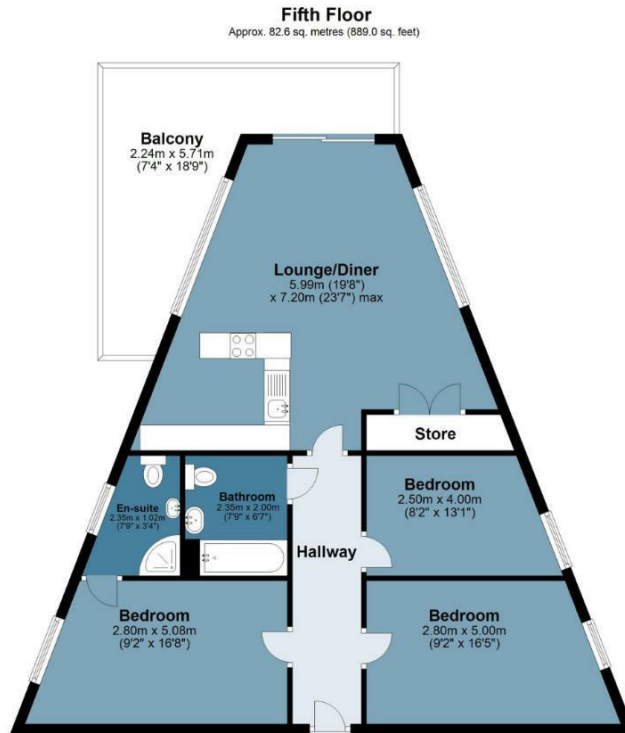 Fifth Floor
Approx. 82.6 sq. metres (889.0 sq. feet)
Balcony
2.24m x 5.71m
(7'4" x 18'9")
Lounge/Diner
5.99m (19'8")
x 7.20m (23'7") max
Store
En-suite
2.35m x 1.02m
(7'9" x 3'4")
Bathroom
2.35m x 2.00m
(7'9" x 6'7")
Bedroom
2.50m x 4.00m
(8'2" x 13'1")
Hallway
Bedroom
2.80m x 5.08m
(9'2" x 16'8")
Bedroom
2.80m x 5.00m
(9'2" x 16'5")